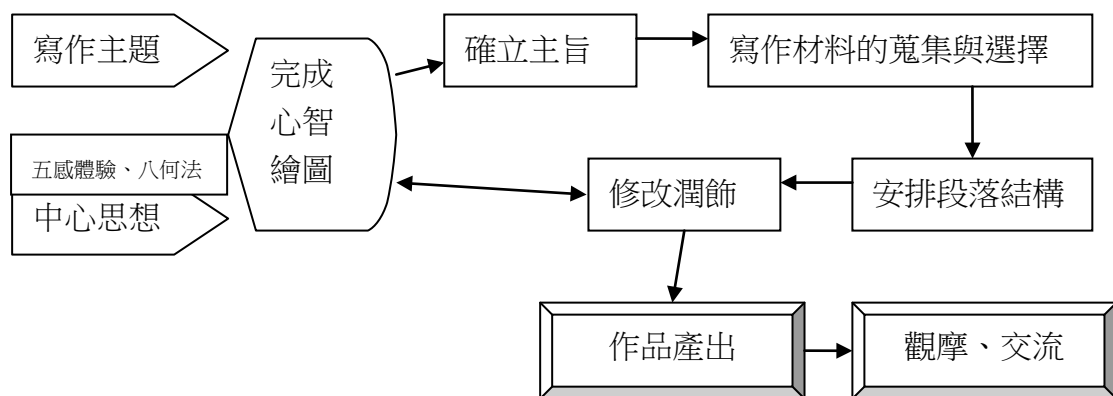 寫作主題
完成
心智
繪圖
確立主旨
寫作材料的蒐集與選擇
五感體驗、八何法
中心思想
修改潤飾
安排段落結構
作品產出
觀摩、交流